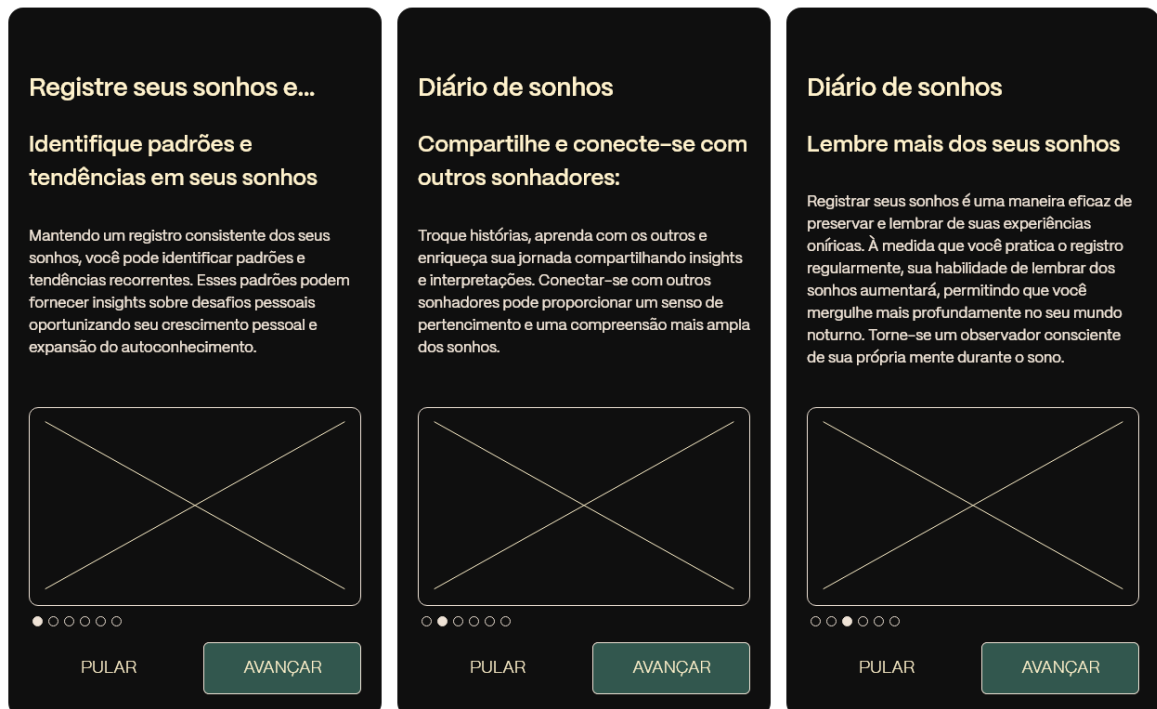 Registre seus sonhos e...
Identifique padrões e
tendências em seus sonhos
Mantendo um registro consistente dos seus
sonhos, você pode identificar padrões e
tendências recorrentes. Esses padrões podem
fornecer insights sobre desafios pessoais
oportunizando seu crescimento pessoal e
expansão do autoconhecimento.
PULAR
AVANÇAR
Diário de sonhos
Compartilhe e conecte-se com
outros sonhadores:
Troque histórias, aprenda com os outros e
enriqueça sua jornada compartilhando insights
e interpretações. Conectar-se com outros
sonhadores pode proporcionar um senso de
pertencimento e uma compreensão mais ampla
dos sonhos.
PULAR
AVANÇAR
Diário de sonhos
Lembre mais dos seus sonhos
Registrar seus sonhos é uma maneira eficaz de
preservar e lembrar de suas experiências
oníricas. À medida que você pratica o registro
regularmente, sua habilidade de lembrar dos
sonhos aumentará, permitindo que você
mergulhe mais profundamente no seu mundo
noturno. Torne-se um observador consciente
de sua própria mente durante o sono.
PULAR
AVANÇAR